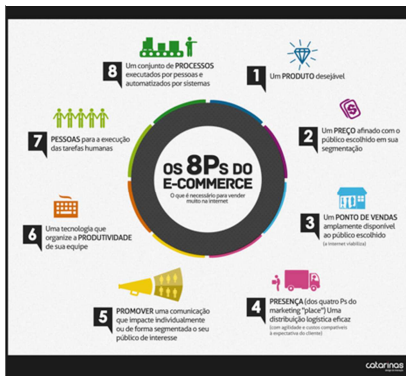 OS 8Ps DO
E-COMMERCE
O que é necessário para vender
muito na internet
1
Um PRODUTO desejável
2
Um PREÇO afinado com o
público escolhido em sua
segmentação
3
Um PONTO DE VENDAS
amplamente disponível
ao público escolhido
(a internet viabiliza)
4
PRESENÇA (dos quatro Ps do
marketing "place") Uma
distribuição logística eficaz
(com agilidade e custos compatíveis
à expectativa do cliente)
5
PROMOVER uma comunicação
que impacte individualmente
ou de forma segmentada o seu
público de interesse
6
Uma tecnologia que
organize a PRODUTIVIDADE
de sua equipe
7
PESSOAS para a execução
das tarefas humanas
8
Um conjunto de PROCESSOS
executados por pessoas e
automatizados por sistemas
catarinas